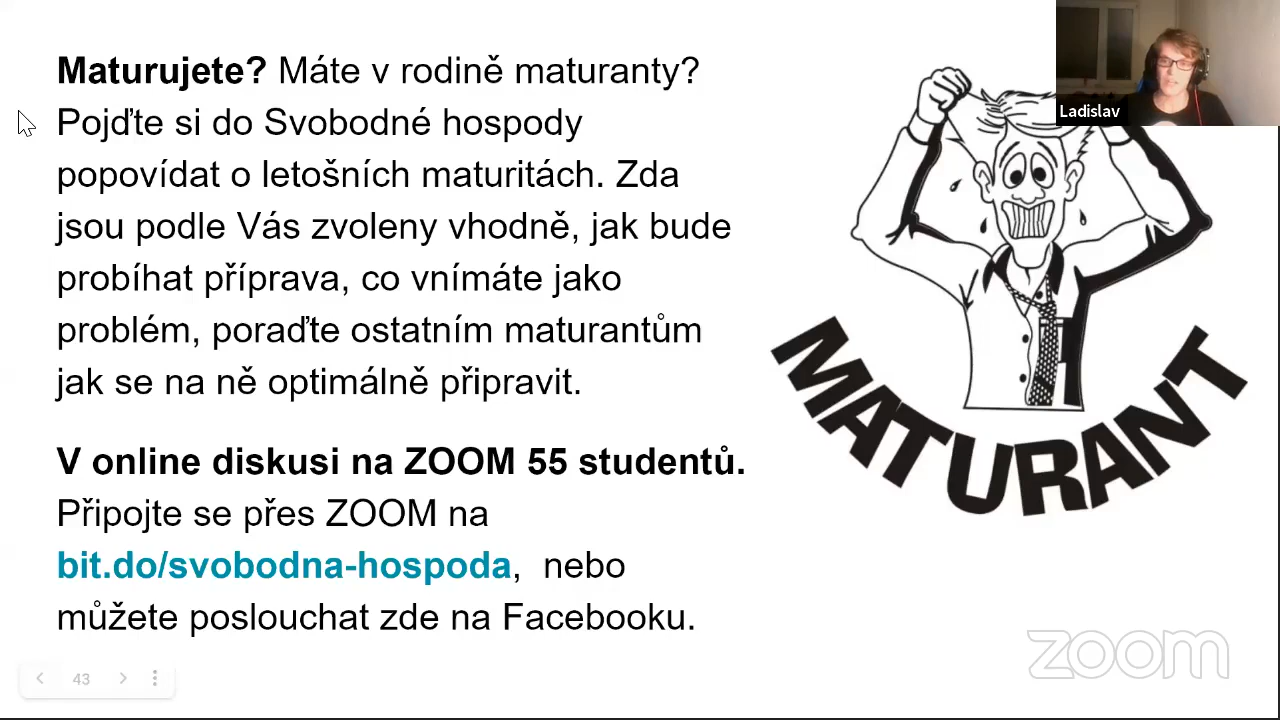 Maturujete? Máte v rodině maturanty?
Pojďte si do Svobodné hospody
popovídat o letošních maturitách. Zda
jsou podle Vás zvoleny vhodně, jak bude
probíhat příprava, co vnímáte jako
problém, poraďte ostatním maturantům
jak se na ně optimálně připravit.
V online diskusi na ZOOM 55 studentů.
Připojte se přes ZOOM na
bit.do/svobodna-hospoda, nebo
můžete poslouchat zde na Facebooku.
Ladislav
MATURANT
zoom
43